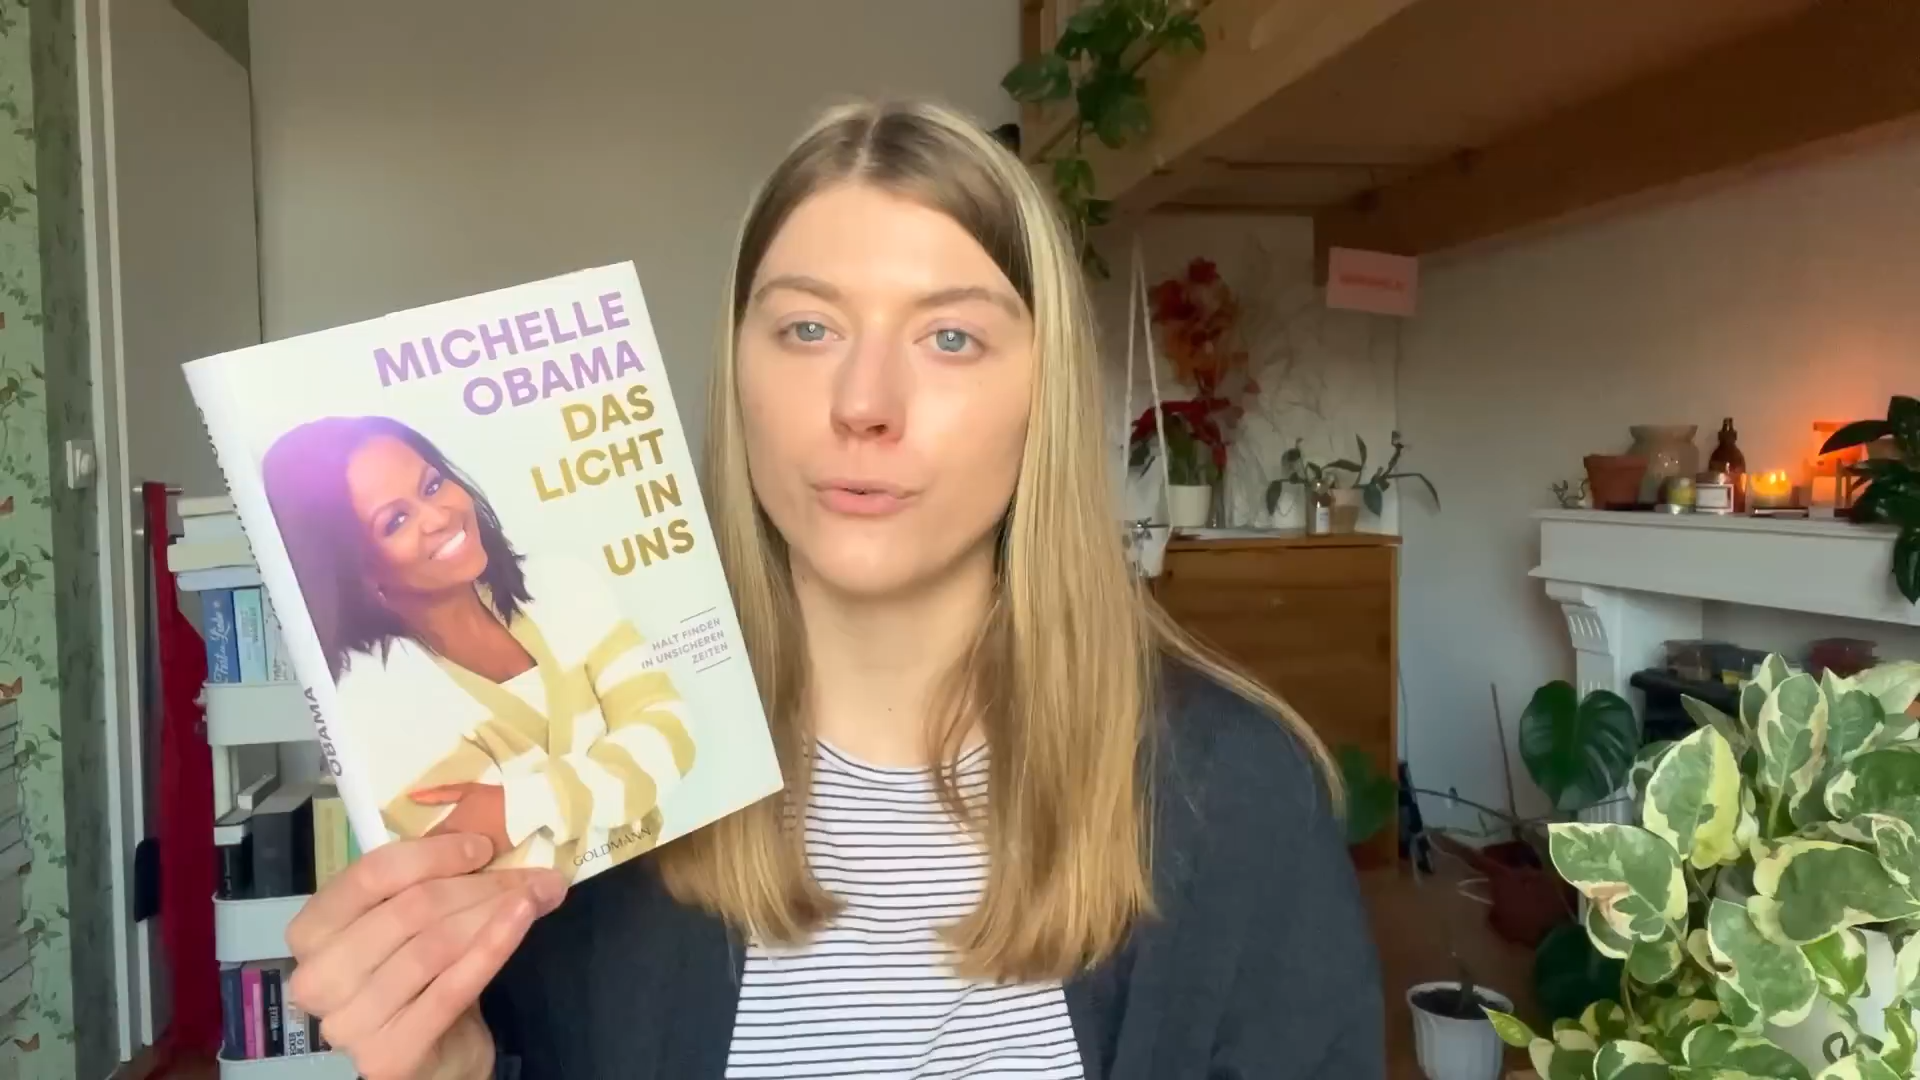 MICHELLE
OBAMA
DAS
LICHT
IN
UNS
HALT FINDEN
IN UNSICHEREN
ZEITEN
GOLDMANN
OBAMA